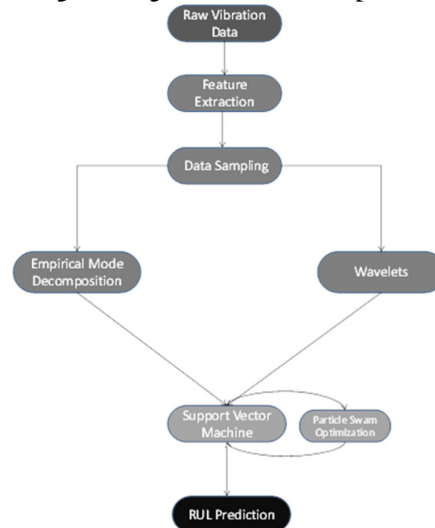 Raw Vibration
Data
Feature
Extraction
Data Sampling
Empirical Mode
Decomposition
Wavelets
Support Vector
Machine
Particle Swam
Optimization
RUL Prediction